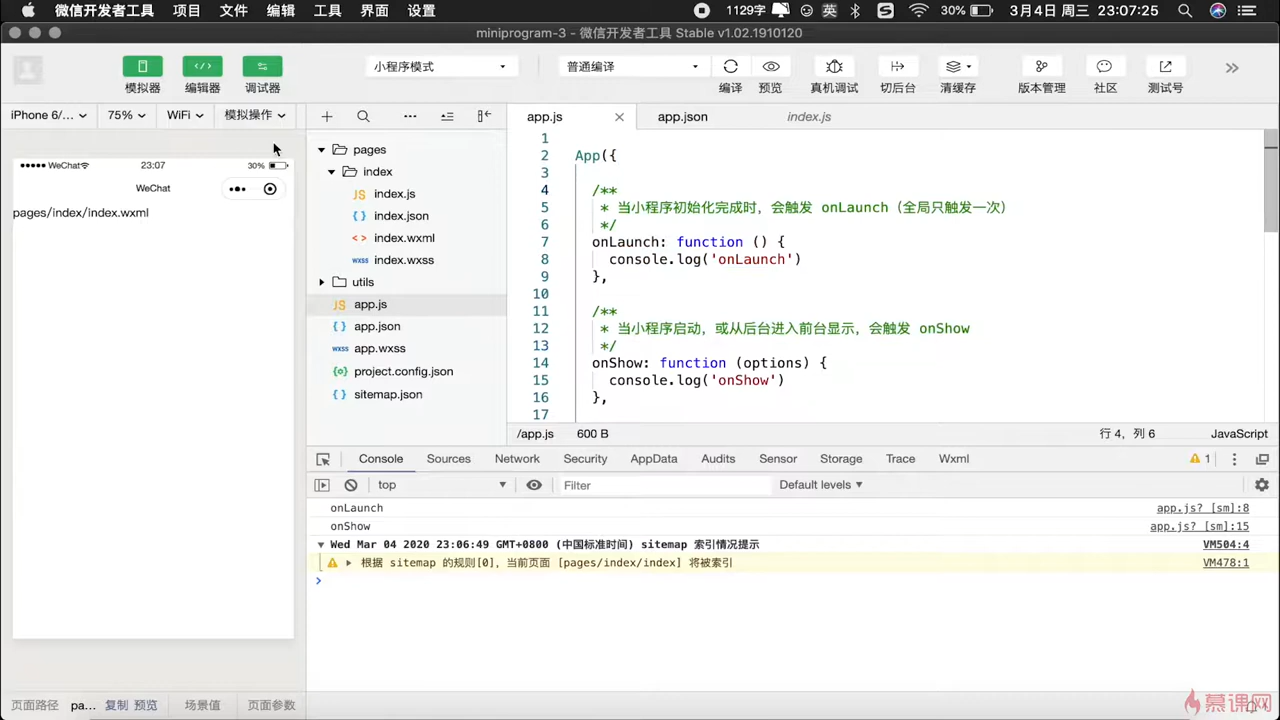 微信开发者工具 项目 文件 编辑 工具 界面 设置 1129字 英 30% 3月4日 周三 23:07:25
miniprogram-3 - 微信开发者工具 Stable v1.02.1910120
模拟器 编辑器 调试器 小程序模式 普通编译 编译 预览 真机调试 切后台 清缓存 版本管理 社区 测试号
iPhone 6/... 75% WiFi 模拟操作
WeChat 23:07 30%
WeChat
pages/index/index.wxml
pages
index
JS index.js
{ } index.json
< > index.wxml
wxss index.wxss
utils
JS app.js
{ } app.json
wxss app.wxss
{o} project.config.json
{ } sitemap.json
app.js app.json index.js
1
2 App({
3
4 /**
5 * 当小程序初始化完成时，会触发 onLaunch（全局只触发一次）
6 */
7 onLaunch: function () {
8 console.log('onLaunch')
9 },
10
11 /**
12 * 当小程序启动，或从后台进入前台显示，会触发 onShow
13 */
14 onShow: function (options) {
15 console.log('onShow')
16 },
17
/app.js 600 B 行 4，列 6 JavaScript
Console Sources Network Security AppData Audits Sensor Storage Trace Wxml 1
top Filter Default levels
onLaunch app.js? [sm]:8
onShow app.js? [sm]:15
Wed Mar 04 2020 23:06:49 GMT+0800 (中国标准时间) sitemap 索引情况提示 VM504:4
根据 sitemap 的规则[0]，当前页面 [pages/index/index] 将被索引 VM478:1
页面路径 pa... 复制 预览 场景值 页面参数
慕课网